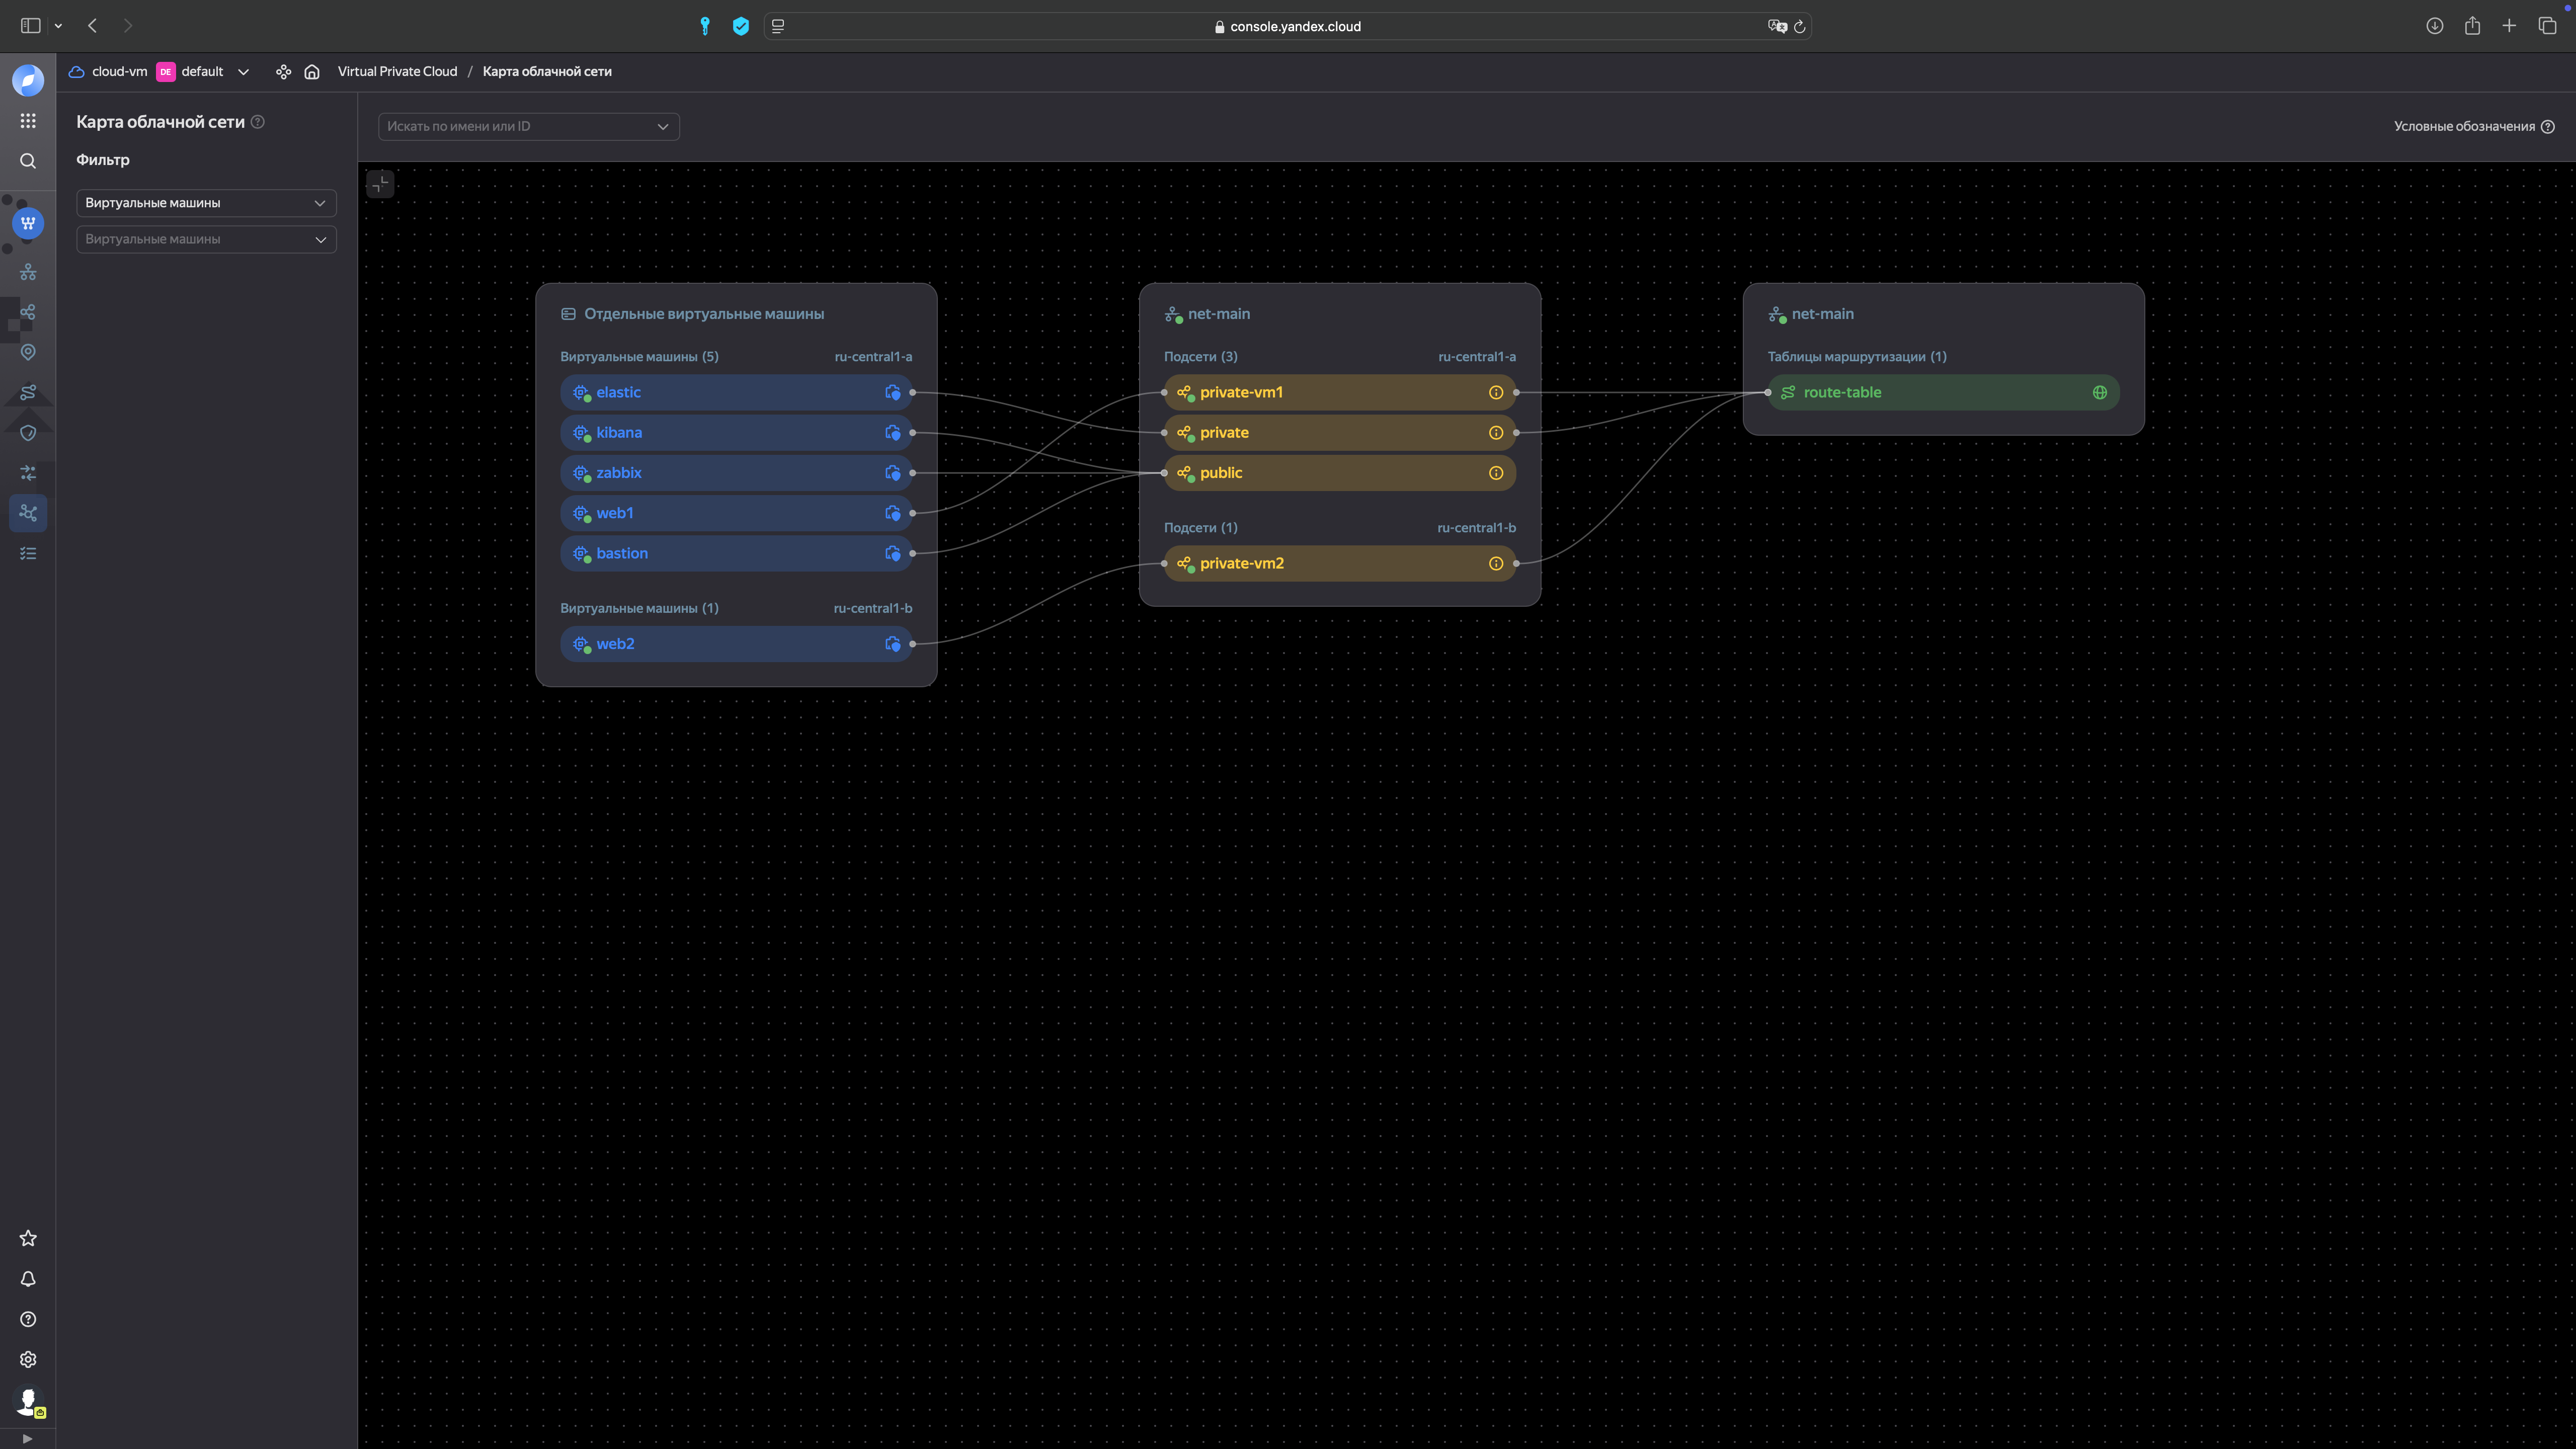 console.yandex.cloud
cloud-vm DE default Virtual Private Cloud / Карта облачной сети
Карта облачной сети
Фильтр
Виртуальные машины
Виртуальные машины
Искать по имени или ID
Условные обозначения
Отдельные виртуальные машины
Виртуальные машины (5) ru-central1-a
elastic
kibana
zabbix
web1
bastion
Виртуальные машины (1) ru-central1-b
web2
net-main
Подсети (3) ru-central1-a
private-vm1
private
public
Подсети (1) ru-central1-b
private-vm2
net-main
Таблицы маршрутизации (1)
route-table